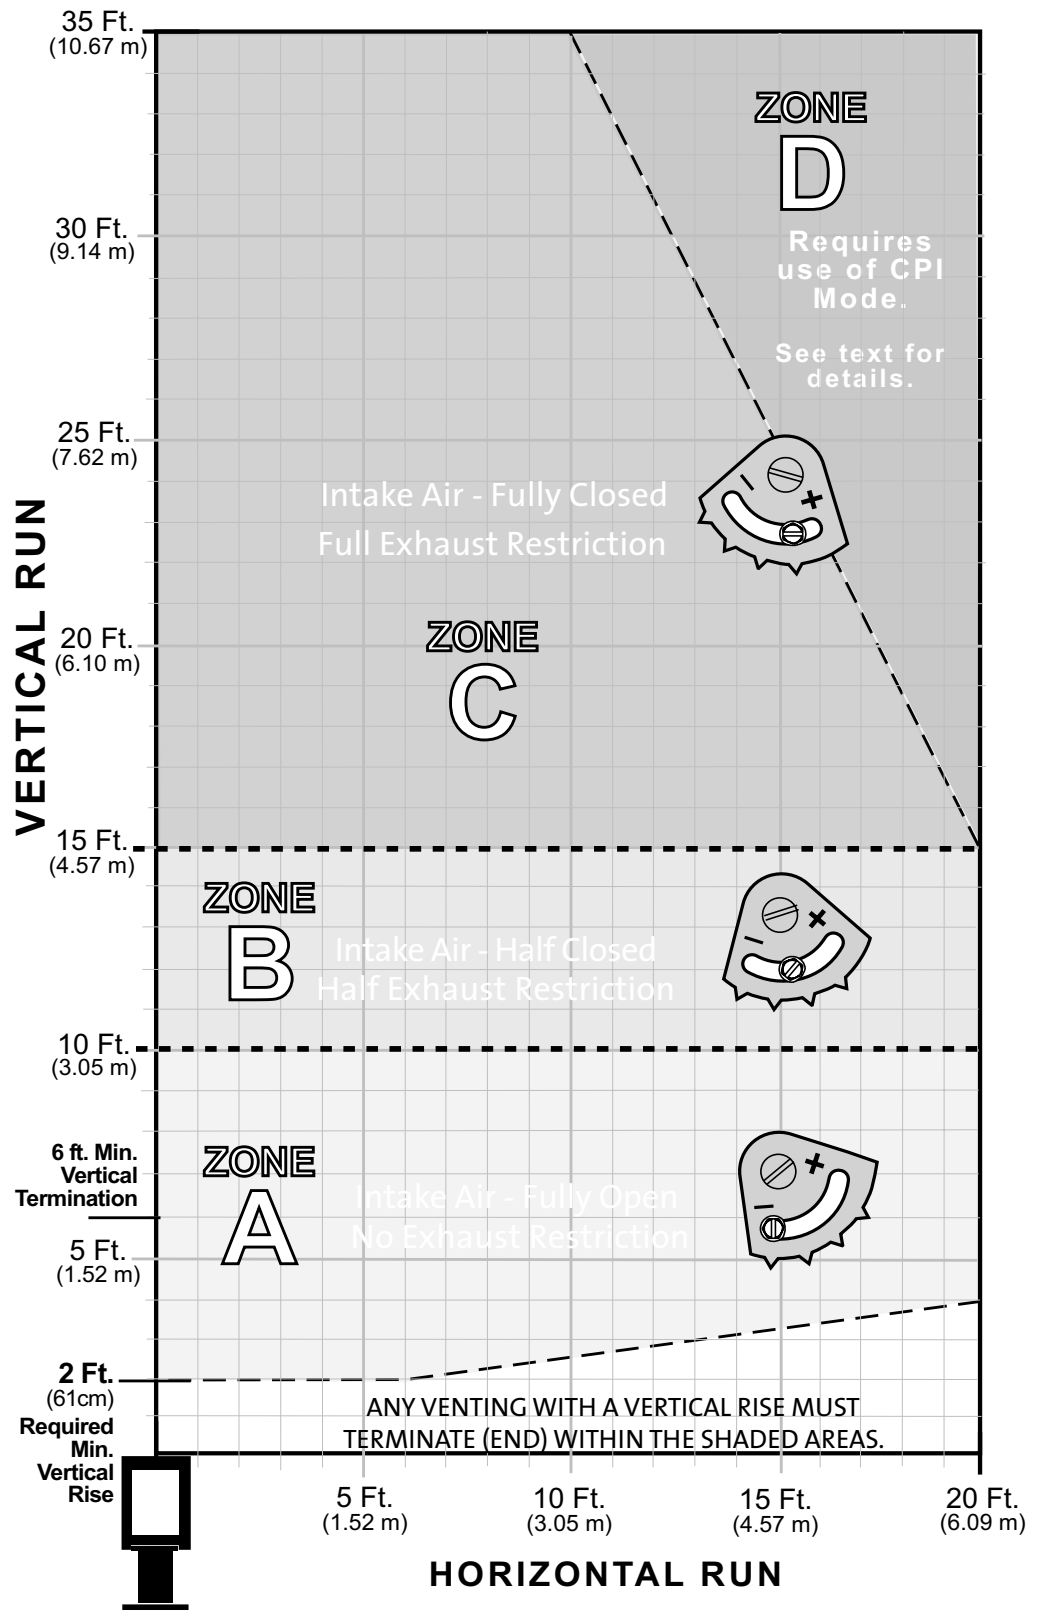 35 Ft.
(10.67 m)
ZONE
D
30 Ft.
(9.14 m)
Requires
use of CPI
Mode.
See text for
details.
25 Ft.
(7.62 m)
Intake Air - Fully Closed
Full Exhaust Restriction
− +
VERTICAL RUN
ZONE
C
20 Ft.
(6.10 m)
15 Ft.
(4.57 m)
ZONE
B
Intake Air - Half Closed
Half Exhaust Restriction
− +
10 Ft.
(3.05 m)
6 ft. Min.
Vertical
Termination
ZONE
A
Intake Air - Fully Open
No Exhaust Restriction
− +
5 Ft.
(1.52 m)
2 Ft.
(61cm)
Required
Min.
Vertical
Rise
ANY VENTING WITH A VERTICAL RISE MUST
TERMINATE (END) WITHIN THE SHADED AREAS.
5 Ft.
(1.52 m)
10 Ft.
(3.05 m)
15 Ft.
(4.57 m)
20 Ft.
(6.09 m)
HORIZONTAL RUN